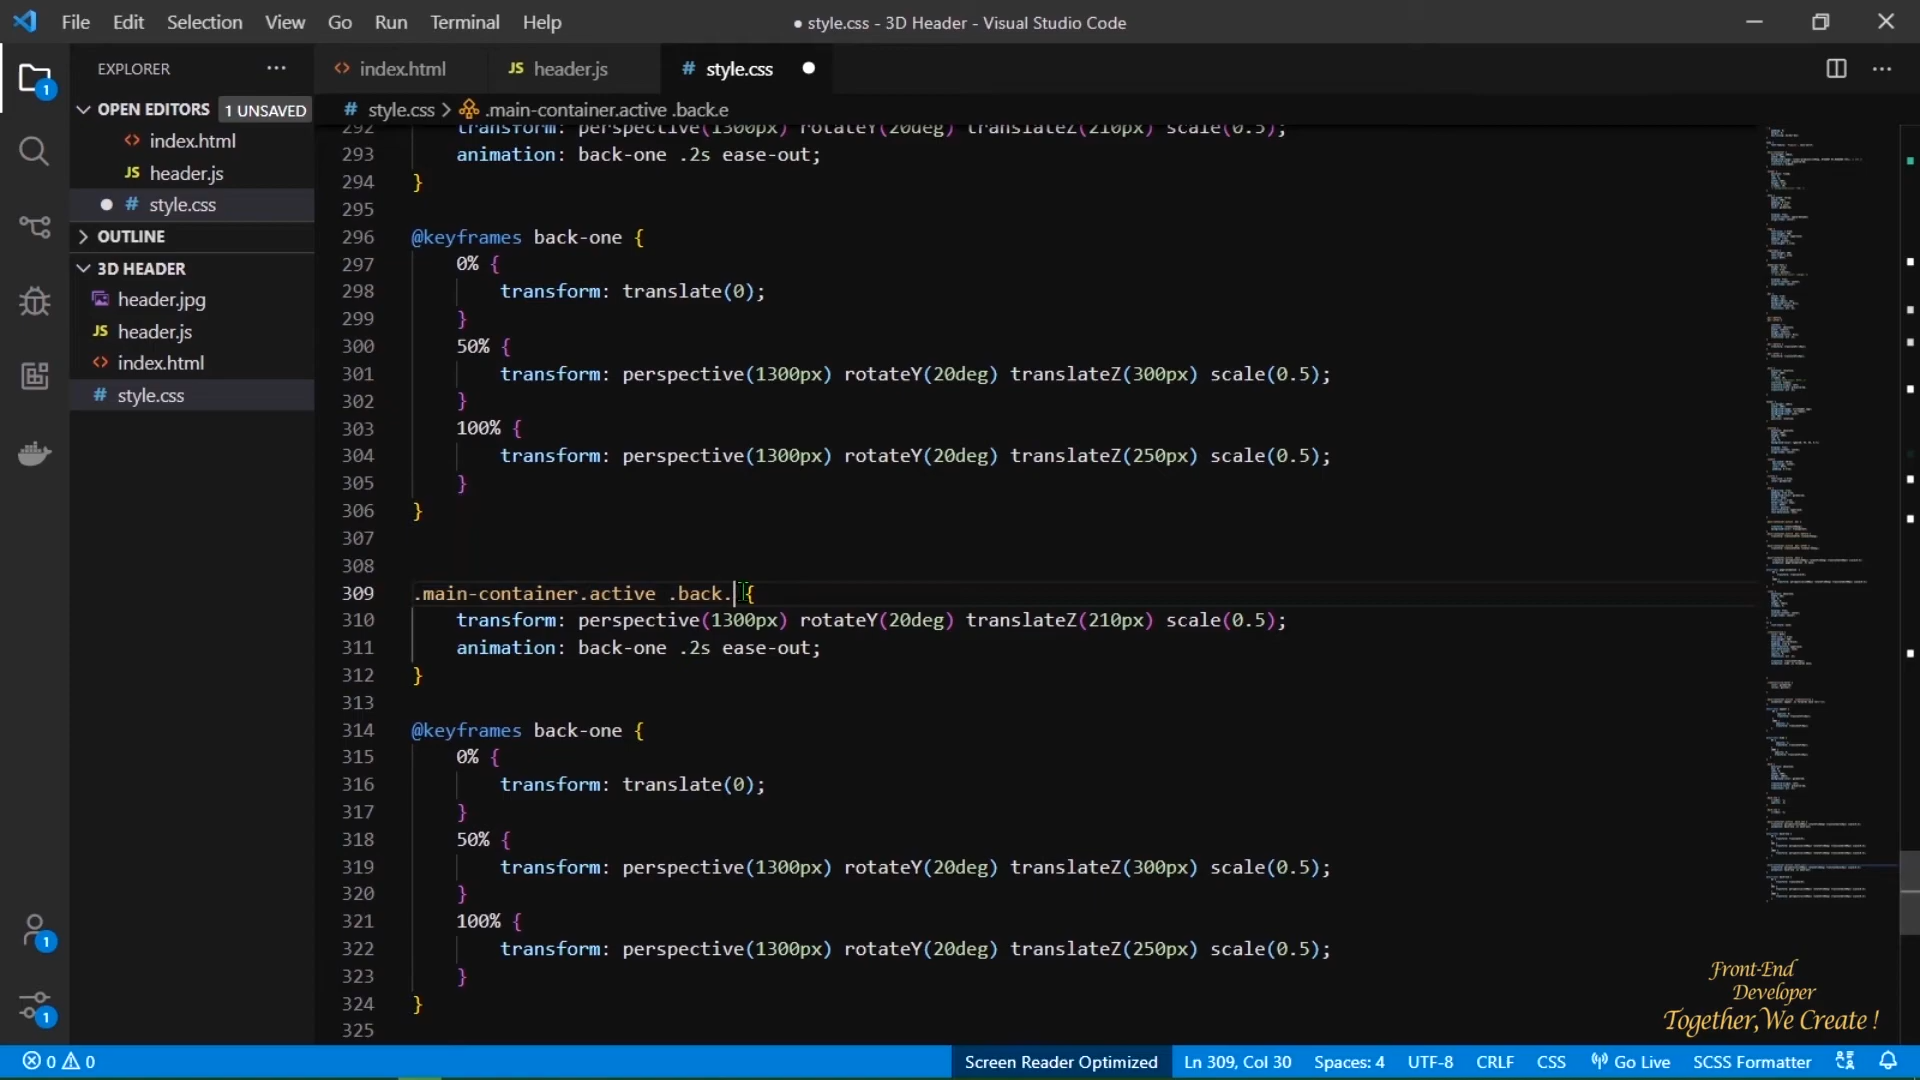 File Edit Selection View Go Run Terminal Help
● style.css - 3D Header - Visual Studio Code
EXPLORER ···
<> index.html
JS header.js
# style.css ●
OPEN EDITORS 1 UNSAVED
# style.css > .main-container.active .back.e
<> index.html
JS header.js
● # style.css
OUTLINE
3D HEADER
header.jpg
JS header.js
<> index.html
# style.css
292 transform: perspective(1300px) rotateY(20deg) translateZ(210px) scale(0.5);
293 animation: back-one .2s ease-out;
294 }
295
296 @keyframes back-one {
297 0% {
298 transform: translate(0);
299 }
300 50% {
301 transform: perspective(1300px) rotateY(20deg) translateZ(300px) scale(0.5);
302 }
303 100% {
304 transform: perspective(1300px) rotateY(20deg) translateZ(250px) scale(0.5);
305 }
306 }
307
308
309 .main-container.active .back. {
310 transform: perspective(1300px) rotateY(20deg) translateZ(210px) scale(0.5);
311 animation: back-one .2s ease-out;
312 }
313
314 @keyframes back-one {
315 0% {
316 transform: translate(0);
317 }
318 50% {
319 transform: perspective(1300px) rotateY(20deg) translateZ(300px) scale(0.5);
320 }
321 100% {
322 transform: perspective(1300px) rotateY(20deg) translateZ(250px) scale(0.5);
323 }
324 }
325
1
1
1
Front-End
Developer
Together,We Create !
0 0
Screen Reader Optimized Ln 309, Col 30 Spaces: 4 UTF-8 CRLF CSS Go Live SCSS Formatter